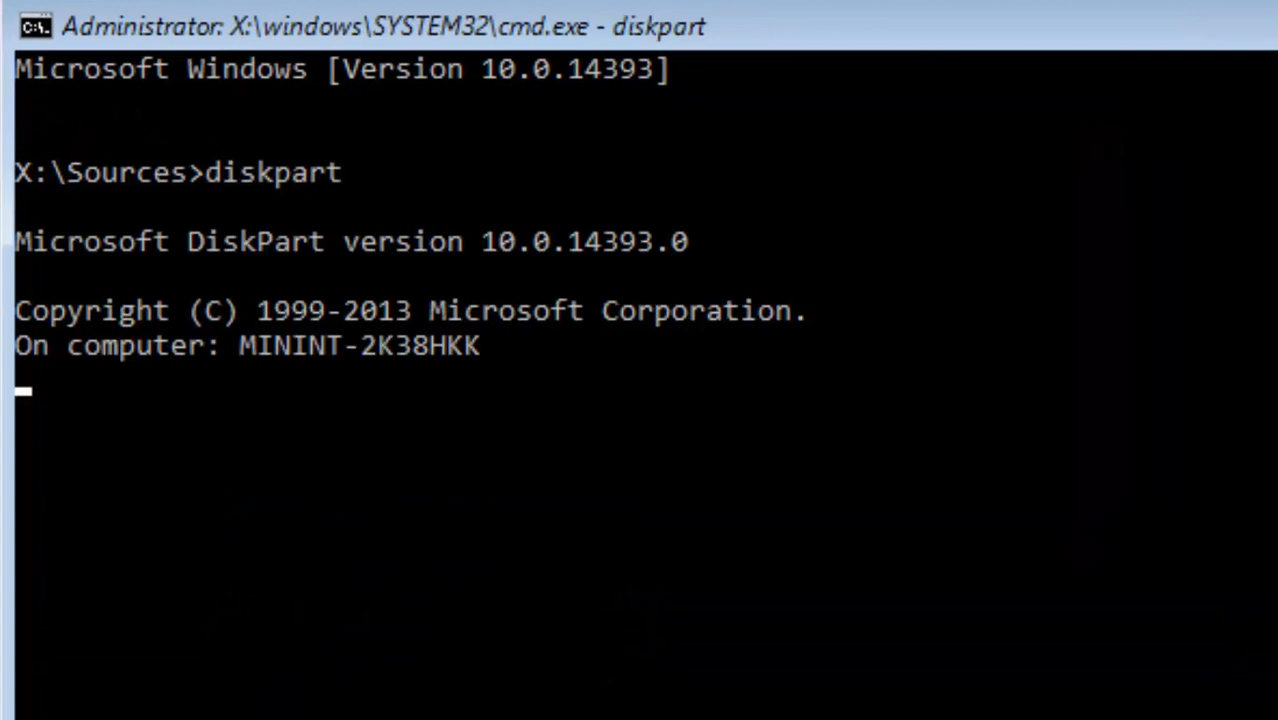 Administrator: X:\windows\SYSTEM32\cmd.exe - diskpart
Microsoft Windows [Version 10.0.14393]
X:\Sources>diskpart
Microsoft DiskPart version 10.0.14393.0
Copyright (C) 1999-2013 Microsoft Corporation.
On computer: MININT-2K38HKK